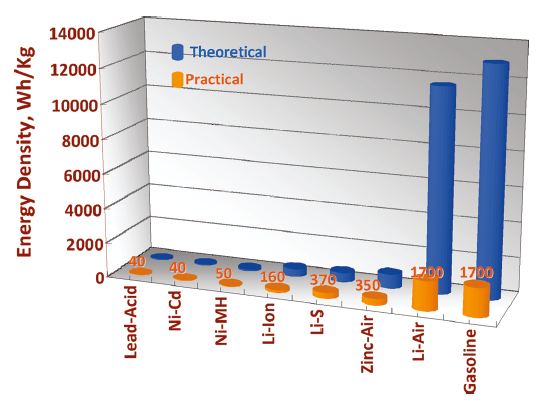 Energy Density, Wh/Kg
14000
12000
10000
8000
6000
4000
2000
0
Theoretical
Practical
40
40
50
160
370
350
1700
1700
Lead-Acid
Ni-Cd
Ni-MH
Li-Ion
Li-S
Zinc-Air
Li-Air
Gasoline